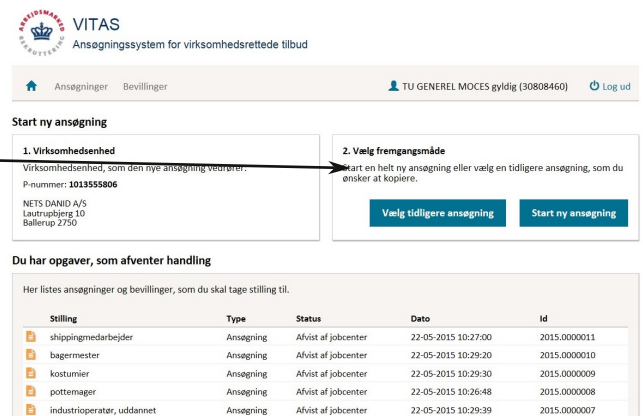 ARBEJDSMARKED
REKRUTTERING
VITAS
Ansøgningssystem for virksomhedsrettede tilbud
Ansøgninger Bevillinger TU GENEREL MOCES gyldig (30808460) Log ud
Start ny ansøgning
1. Virksomhedsenhed
Virksomhedsenhed, som den nye ansøgning vedrører:
P-nummer: 1013555806
NETS DANID A/S
Lautrupbjerg 10
Ballerup 2750
2. Vælg fremgangsmåde
Start en helt ny ansøgning eller vælg en tidligere ansøgning, som du
ønsker at kopiere.
Vælg tidligere ansøgning Start ny ansøgning
Du har opgaver, som afventer handling
Her listes ansøgninger og bevillinger, som du skal tage stilling til.
Stilling Type Status Dato Id
shippingmedarbejder Ansøgning Afvist af jobcenter 22-05-2015 10:27:00 2015.0000011
bagermester Ansøgning Afvist af jobcenter 22-05-2015 10:29:20 2015.0000010
kostumier Ansøgning Afvist af jobcenter 22-05-2015 10:29:30 2015.0000009
pottemager Ansøgning Afvist af jobcenter 22-05-2015 10:26:48 2015.0000008
industrioperatør, uddannet Ansøgning Afvist af jobcenter 22-05-2015 10:29:39 2015.0000007